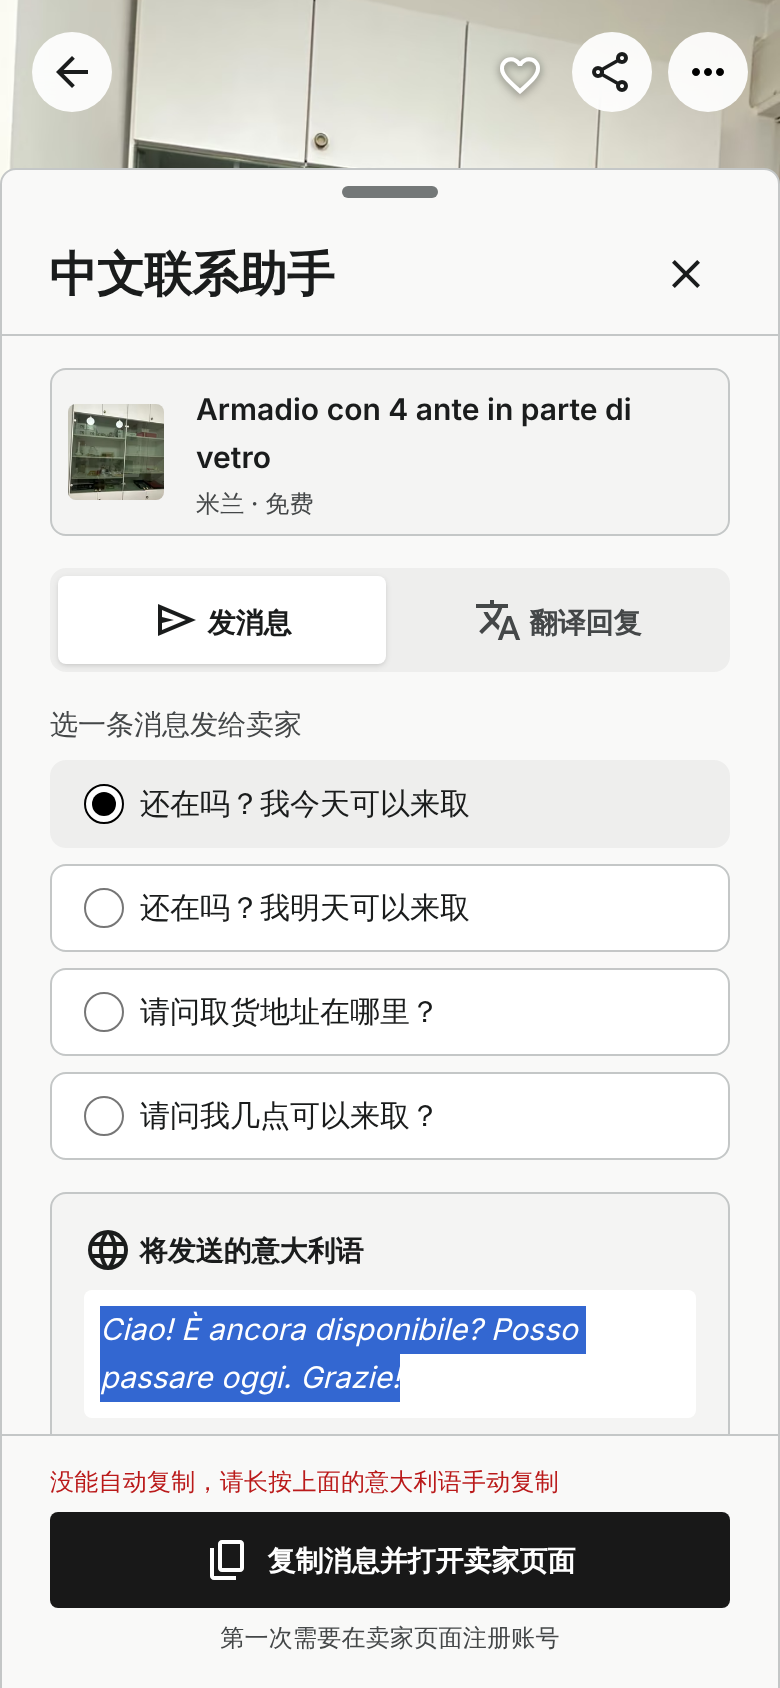 中文联系助手
Armadio con 4 ante in parte di
vetro
米兰 · 免费
发消息
翻译回复
选一条消息发给卖家
还在吗？我今天可以来取
还在吗？我明天可以来取
请问取货地址在哪里？
请问我几点可以来取？
将发送的意大利语
Ciao! È ancora disponibile? Posso
passare oggi. Grazie!
没能自动复制，请长按上面的意大利语手动复制
复制消息并打开卖家页面
第一次需要在卖家页面注册账号